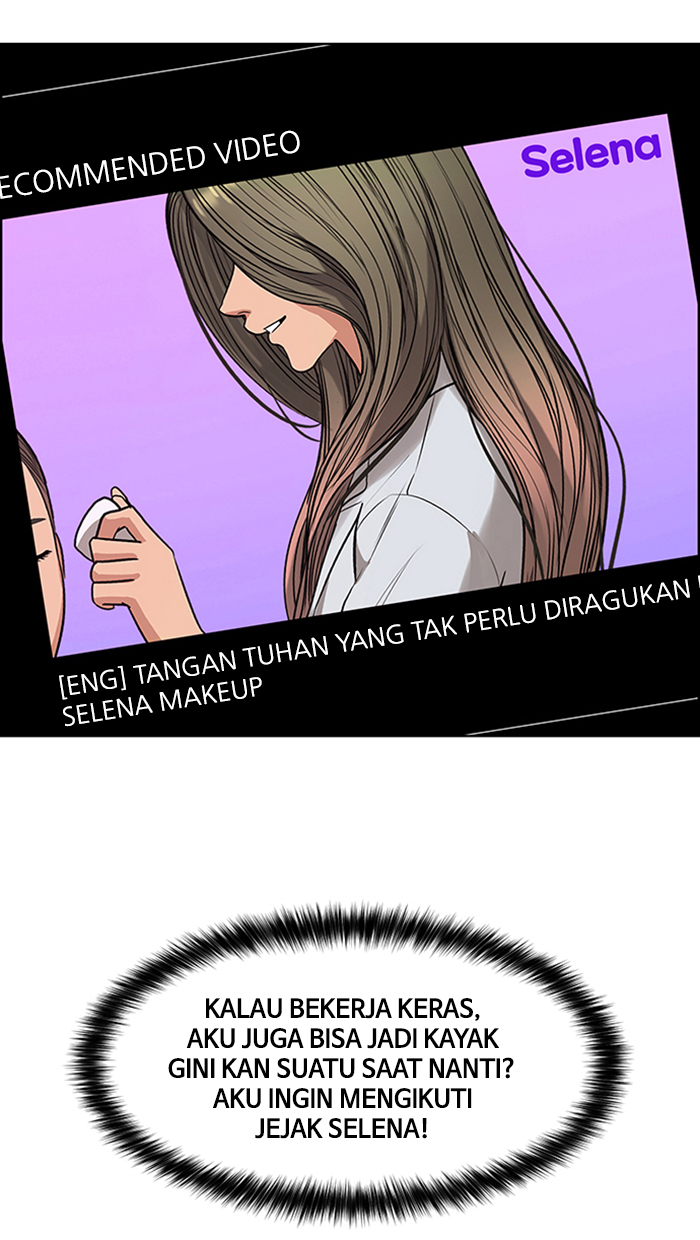 ECOMMENDED VIDEO
Selena
[ENG] TANGAN TUHAN YANG TAK PERLU DIRAGUKAN
SELENA MAKEUP
KALAU BEKERJA KERAS,
AKU JUGA BISA JADI KAYAK
GINI KAN SUATU SAAT NANTI?
AKU INGIN MENGIKUTI
JEJAK SELENA!